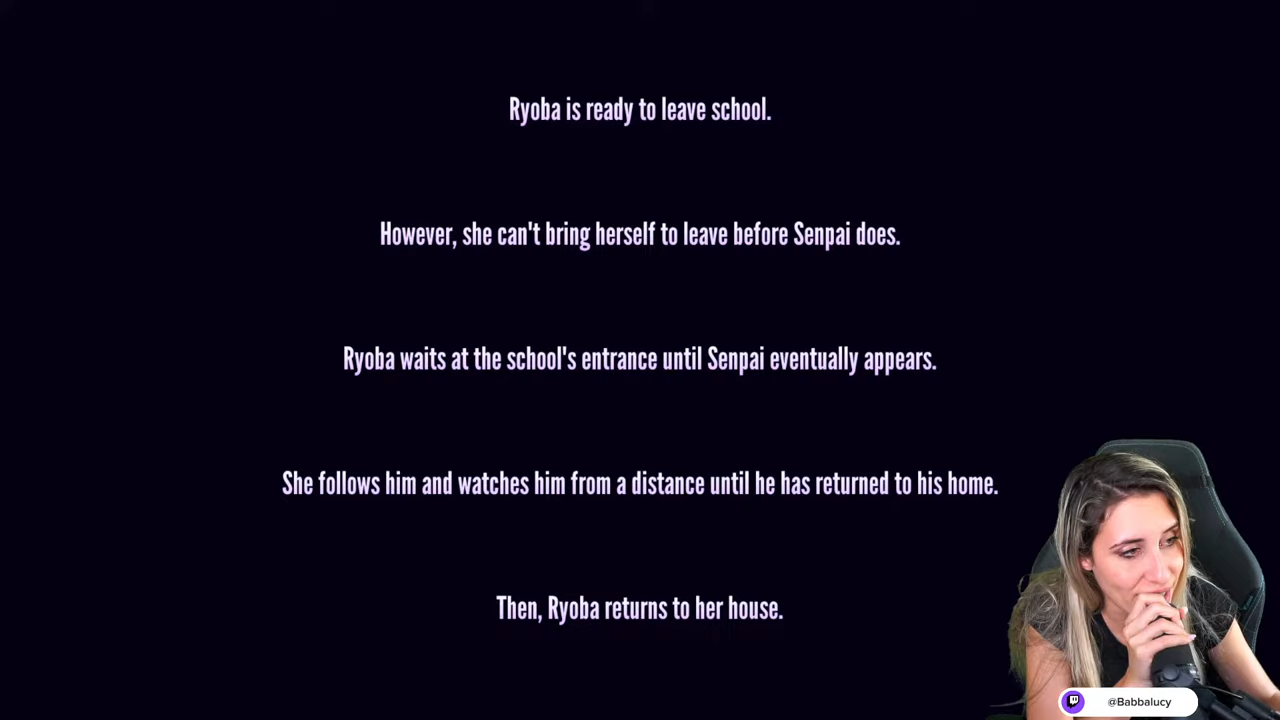 Ryoba is ready to leave school.
However, she can't bring herself to leave before Senpai does.
Ryoba waits at the school's entrance until Senpai eventually appears.
She follows him and watches him from a distance until he has returned to his home.
Then, Ryoba returns to her house.
@Babbalucy